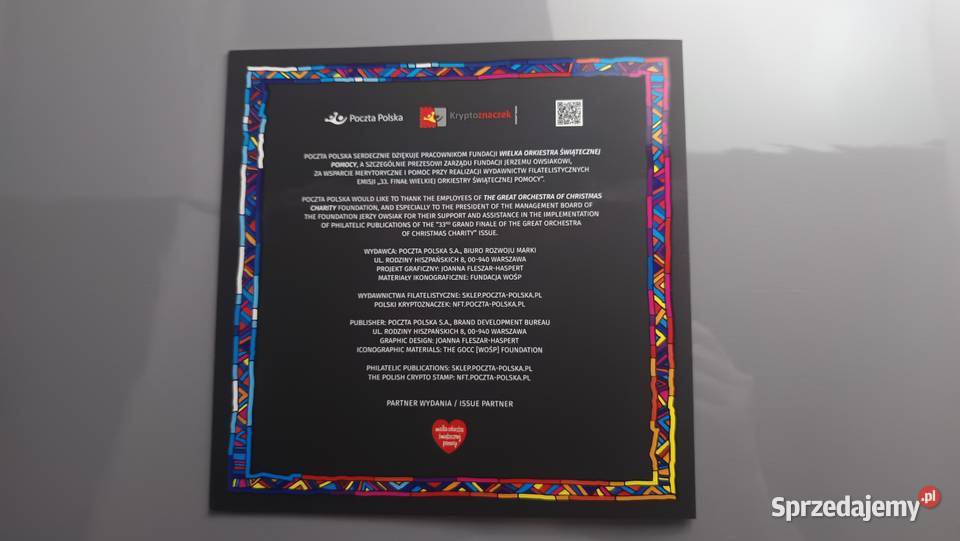 Poczta Polska
Kryptoznaczek
POCZTA POLSKA SERDECZNIE DZIĘKUJE PRACOWNIKOM FUNDACJI WIELKA ORKIESTRA ŚWIĄTECZNEJ
POMOCY, A SZCZEGÓLNIE PREZESOWI ZARZĄDU FUNDACJI JERZEMU OWSIAKOWI,
ZA WSPARCIE MERYTORYCZNE I POMOC PRZY REALIZACJI WYDAWNICTW FILATELISTYCZNYCH
EMISJI „33. FINAŁ WIELKIEJ ORKIESTRY ŚWIĄTECZNEJ POMOCY”.
POCZTA POLSKA WOULD LIKE TO THANK THE EMPLOYEES OF THE GREAT ORCHESTRA OF CHRISTMAS
CHARITY FOUNDATION, AND ESPECIALLY TO THE PRESIDENT OF THE MANAGEMENT BOARD OF
THE FOUNDATION JERZY OWSIAK FOR THEIR SUPPORT AND ASSISTANCE IN THE IMPLEMENTATION
OF PHILATELIC PUBLICATIONS OF THE "33RD GRAND FINALE OF THE GREAT ORCHESTRA
OF CHRISTMAS CHARITY" ISSUE.
WYDAWCA: POCZTA POLSKA S.A., BIURO ROZWOJU MARKI
UL. RODZINY HISZPAŃSKICH 8, 00-940 WARSZAWA
PROJEKT GRAFICZNY: JOANNA FLESZAR-HASPERT
MATERIAŁY IKONOGRAFICZNE: FUNDACJA WOŚP
WYDAWNICTWA FILATELISTYCZNE: SKLEP.POCZTA-POLSKA.PL
POLSKI KRYPTOZNACZEK: NFT.POCZTA-POLSKA.PL
PUBLISHER: POCZTA POLSKA S.A., BRAND DEVELOPMENT BUREAU
UL. RODZINY HISZPAŃSKICH 8, 00-940 WARSZAWA
GRAPHIC DESIGN: JOANNA FLESZAR-HASPERT
ICONOGRAPHIC MATERIALS: THE GOCC [WOŚP] FOUNDATION
PHILATELIC PUBLICATIONS: SKLEP.POCZTA-POLSKA.PL
THE POLISH CRYPTO STAMP: NFT.POCZTA-POLSKA.PL
PARTNER WYDANIA / ISSUE PARTNER
wielka orkiestra
świątecznej
pomocy
Sprzedajemy.pl